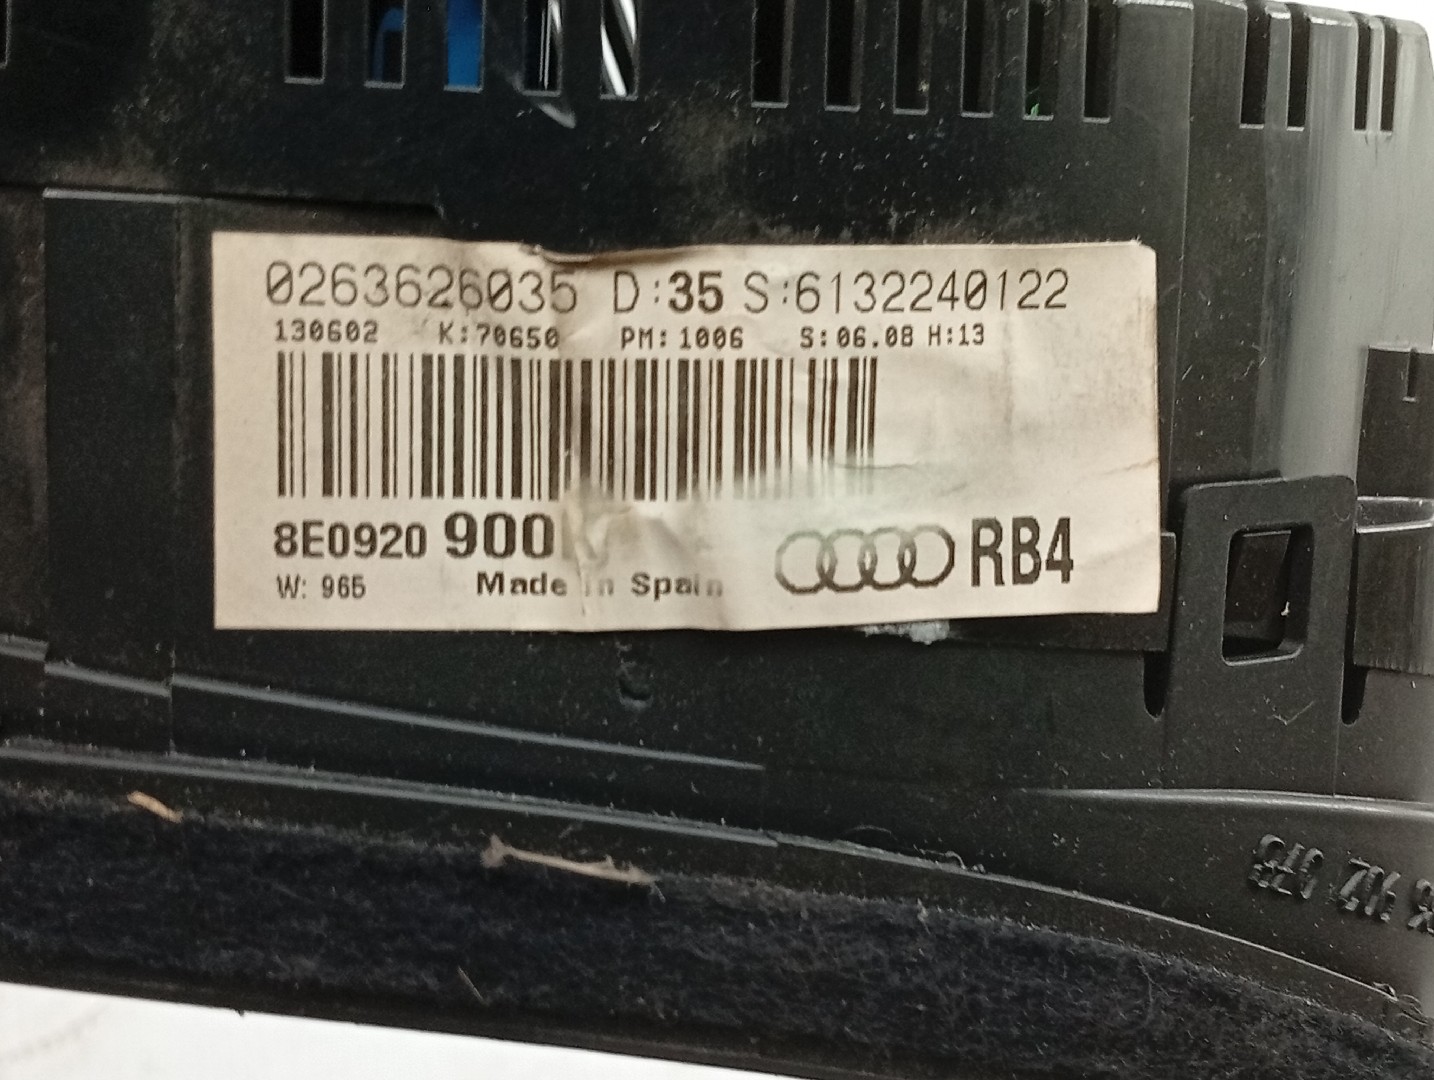 0263626035 D:35 S:6132240122
130602 K:70650 PM:1006 S:06.08 H:13
8E0920 900
RB4
W: 965 Made in Spain